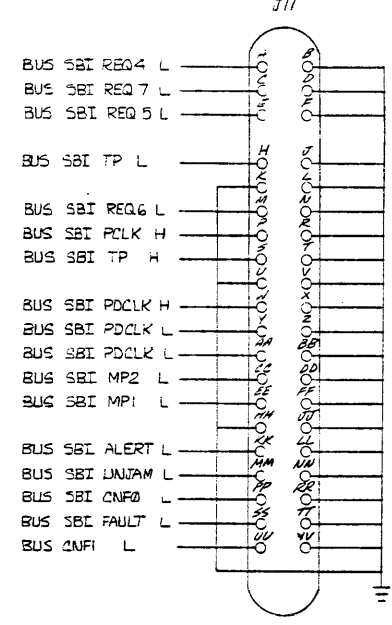 J11
A B
BUS SBI REQ4 L
C D
BUS SBI REQ 7 L
E F
BUS SBI REQ 5 L
H J
BUS SBI TP L
K L
M N
BUS SBI REQ6 L
P R
BUS SBI PCLK H
S T
BUS SBI TP H
U V
W X
BUS SBI PDCLK H
Y Z
BUS SBI PDCLK L
AA BB
BUS SBI PDCLK L
CC DD
BUS SBI MP2 L
EE FF
BUS SBI MP1 L
HH JJ
KK LL
BUS SBI ALERT L
MM NN
BUS SBI UNJAM L
PP RR
BUS SBI CNF0 L
SS TT
BUS SBI FAULT L
UU VV
BUS CNF1 L